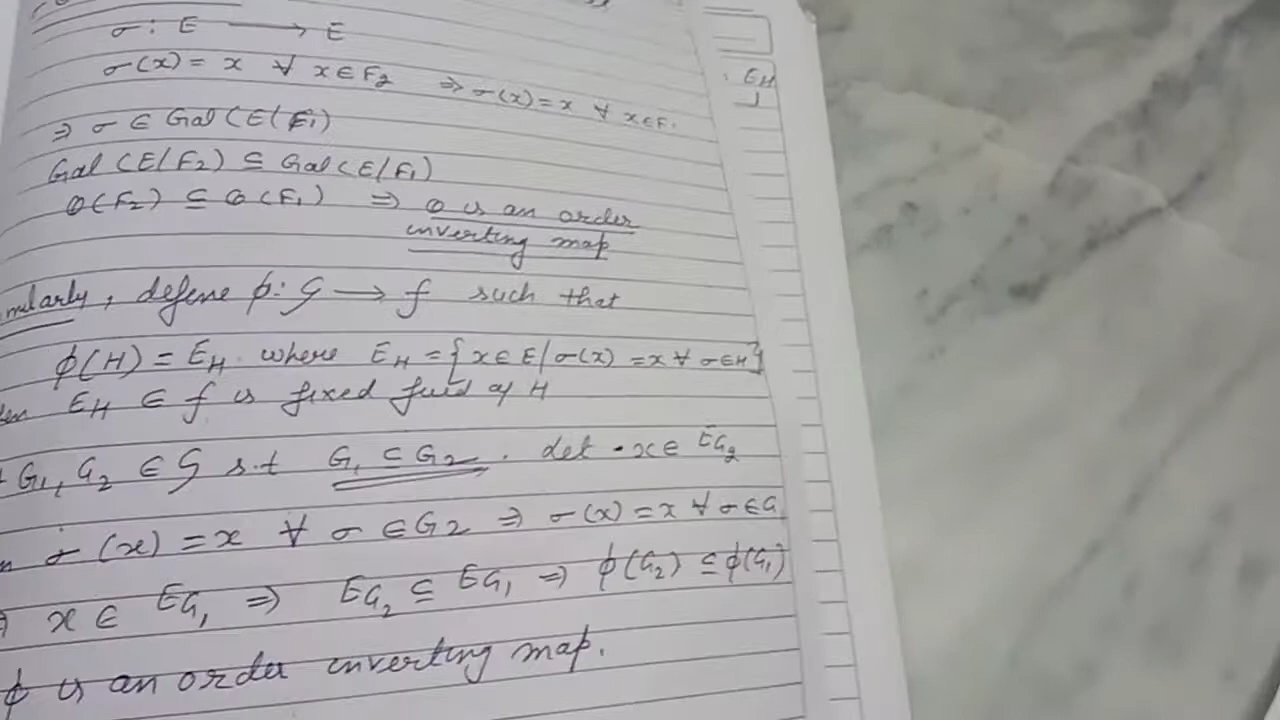 σ : E ⟶ E
σ(x) = x ∀ x ∈ F₂ ⇒ σ(x) = x ∀ x ∈ F₁
⇒ σ ∈ Gal (E/F₁)
Gal (E/F₂) ⊆ Gal (E/F₁)
Θ(F₂) ⊆ Θ(F₁) ⇒ Θ is an order
inverting map
milarly, define ϕ: G → f such that
ϕ(H) = E_H where E_H = {x ∈ E | σ(x) = x ∀ σ ∈ H}
E_H ∈ f is fixed field of H
G₁, G₂ ∈ G s.t G₁ ⊆ G₂ . Let x ∈ E_G₂
σ(x) = x ∀ σ ∈ G₂ ⇒ σ(x) = x ∀ σ ∈ G
x ∈ E_G₁ ⇒ E_G₂ ⊆ E_G₁ ⇒ ϕ(G₂) ⊆ ϕ(G₁)
ϕ is an order inverting map.
E_H